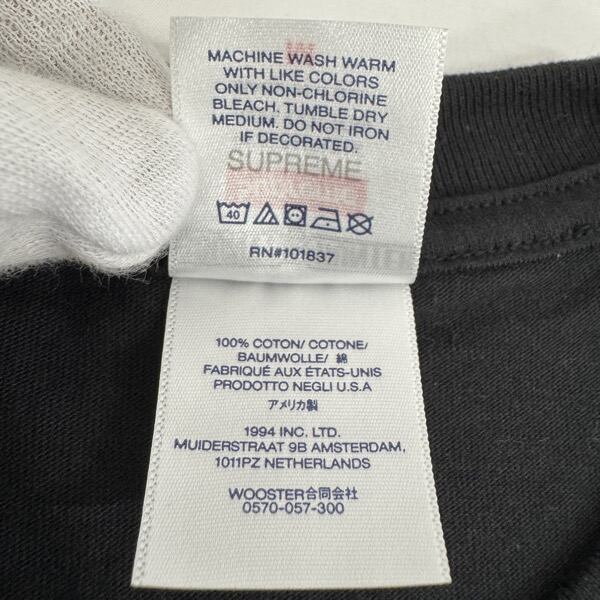 MACHINE WASH WARM
WITH LIKE COLORS
ONLY NON-CHLORINE
BLEACH. TUMBLE DRY
MEDIUM. DO NOT IRON
IF DECORATED.
SUPREME
40
RN#101837
100% COTON/ COTONE/
BAUMWOLLE/ 綿
FABRIQUÉ AUX ÉTATS-UNIS
PRODOTTO NEGLI U.S.A
アメリカ製
1994 INC. LTD.
MUIDERSTRAAT 9B AMSTERDAM,
1011PZ NETHERLANDS
WOOSTER合同会社
0570-057-300